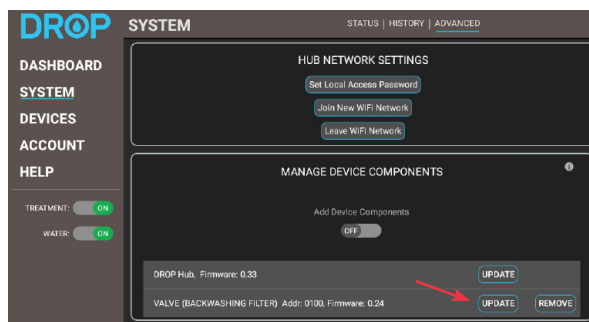 DROP
SYSTEM
STATUS | HISTORY | ADVANCED
DASHBOARD
SYSTEM
DEVICES
ACCOUNT
HELP
TREATMENT: ON
WATER: ON
HUB NETWORK SETTINGS
Set Local Access Password
Join New WiFi Network
Leave WiFi Network
MANAGE DEVICE COMPONENTS
Add Device Components
OFF
DROP Hub, Firmware: 0.33 UPDATE
VALVE (BACKWASHING FILTER) Addr: 0100, Firmware: 0.24 UPDATE REMOVE